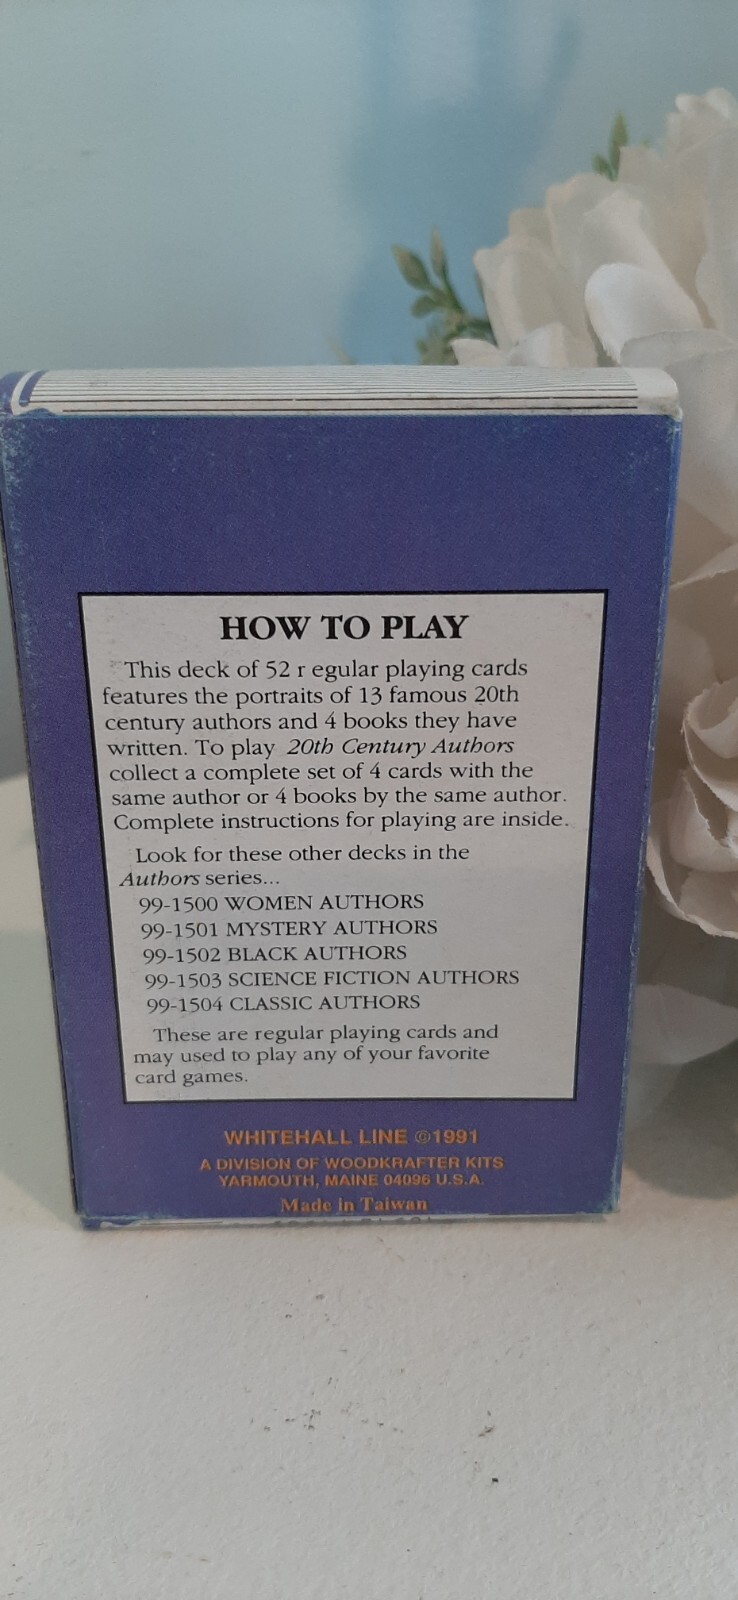 HOW TO PLAY
This deck of 52 r egular playing cards
features the portraits of 13 famous 20th
century authors and 4 books they have
written. To play 20th Century Authors
collect a complete set of 4 cards with the
same author or 4 books by the same author.
Complete instructions for playing are inside.
Look for these other decks in the
Authors series...
99-1500 WOMEN AUTHORS
99-1501 MYSTERY AUTHORS
99-1502 BLACK AUTHORS
99-1503 SCIENCE FICTION AUTHORS
99-1504 CLASSIC AUTHORS
These are regular playing cards and
may used to play any of your favorite
card games.
WHITEHALL LINE ©1991
A DIVISION OF WOODKRAFTER KITS
YARMOUTH, MAINE 04096 U.S.A.
Made in Taiwan